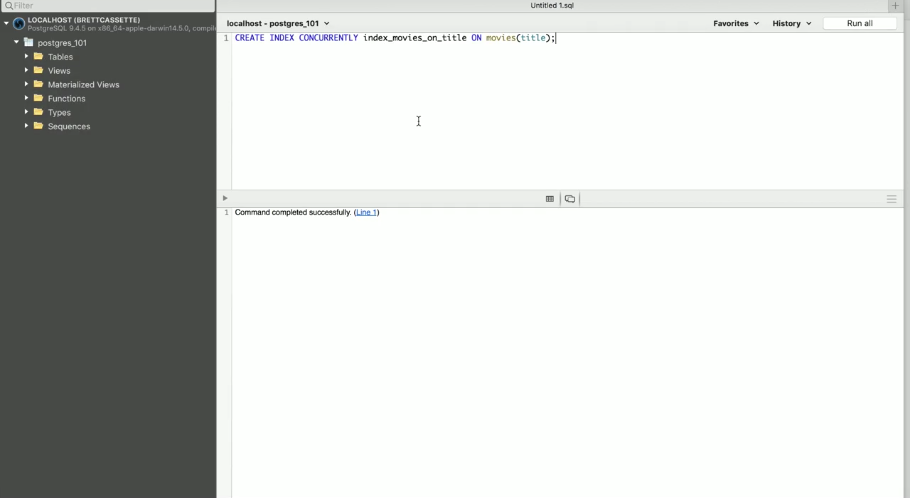 Filter
Untitled 1.sql
LOCALHOST (BRETTCASSETTE)
PostgreSQL 9.4.5 on x86_64-apple-darwin14.5.0, compil
localhost - postgres_101
Favorites
History
Run all
postgres_101
Tables
Views
Materialized Views
Functions
Types
Sequences
1 CREATE INDEX CONCURRENTLY index_movies_on_title ON movies(title);
1 Command completed successfully. (Line 1)